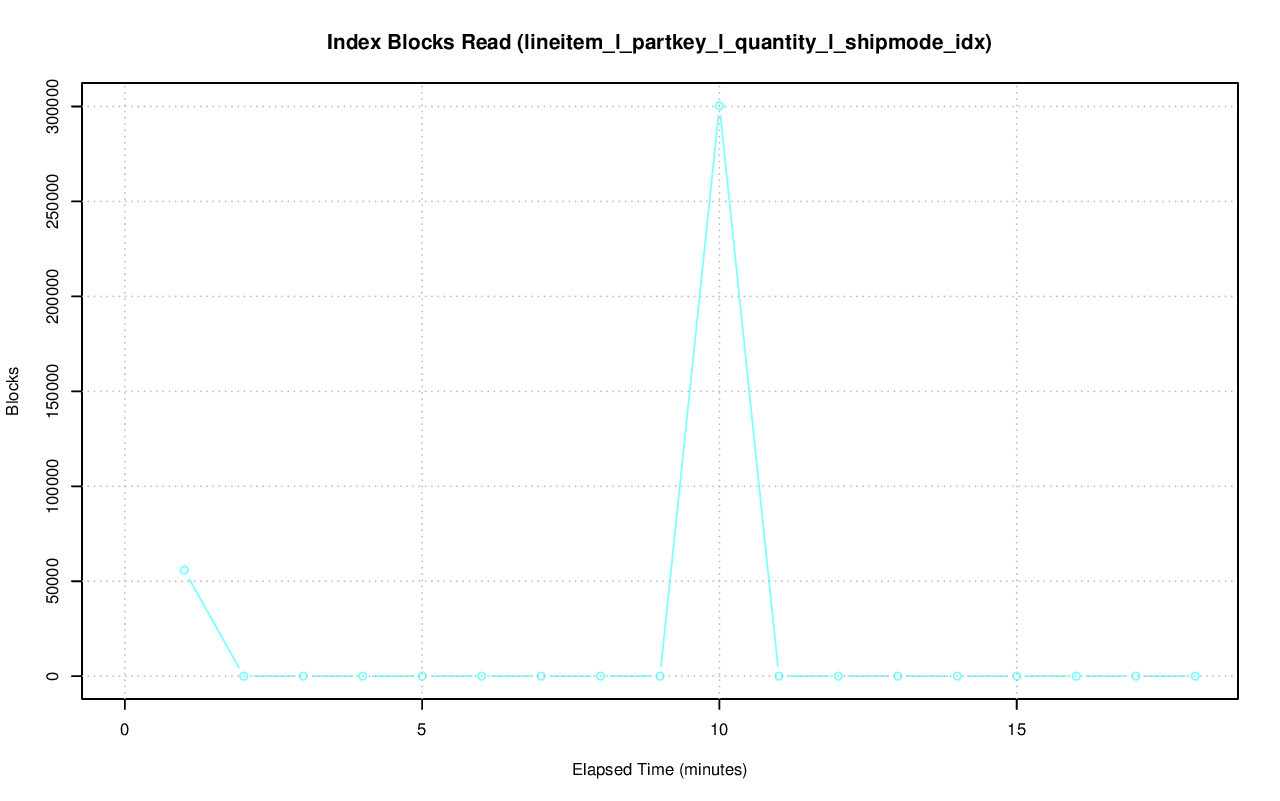 Index Blocks Read (lineitem_l_partkey_l_quantity_l_shipmode_idx)
300000
250000
200000
150000
100000
50000
0
Blocks
0 5 10 15
Elapsed Time (minutes)